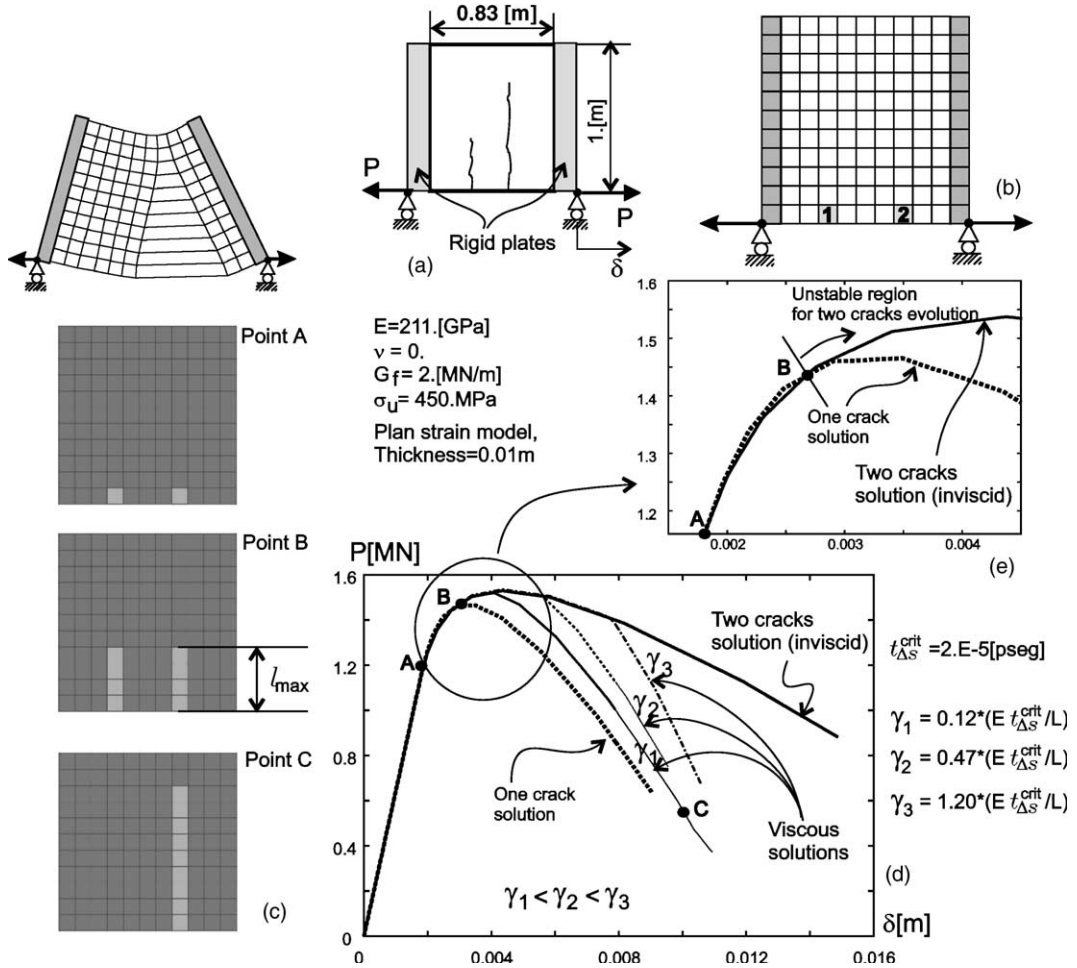 0.83 [m]
1.[m]
P
P
Rigid plates
δ
(a)
1
2
(b)
Point A
Point B
l_max
Point C
(c)
E=211.[GPa]
ν = 0.
G_f= 2.[MN/m]
σ_u= 450.MPa
Plan strain model,
Thickness=0.01m
1.6
1.5
1.4
1.3
1.2
Unstable region
for two cracks evolution
B
One crack
solution
Two cracks
solution (inviscid)
A
0.002
0.003
0.004
(e)
P[MN]
1.6
1.2
0.8
0.4
0
A
B
γ_3
γ_2
γ_1
C
Two cracks
solution (inviscid)
One crack
solution
Viscous
solutions
γ_1 < γ_2 < γ_3
(d)
0
0.004
0.008
0.012
0.016
δ[m]
t_ΔS^crit =2.E-5[pseg]
γ_1 = 0.12*(E t_ΔS^crit/L)
γ_2 = 0.47*(E t_ΔS^crit/L)
γ_3 = 1.20*(E t_ΔS^crit/L)